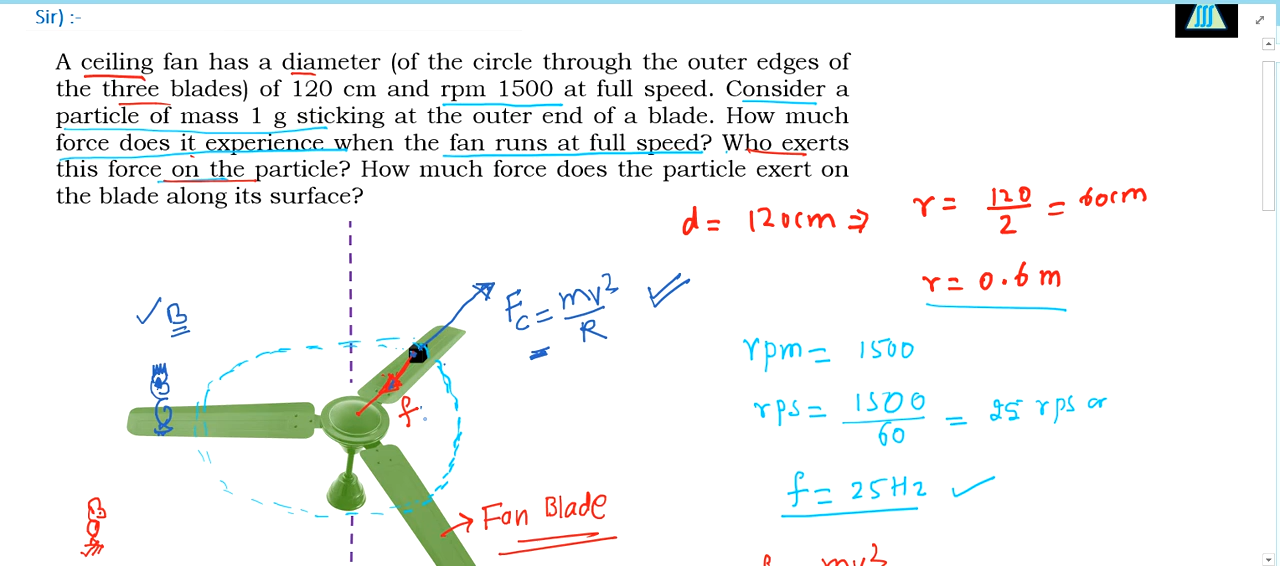 Sir) :-
A ceiling fan has a diameter (of the circle through the outer edges of
the three blades) of 120 cm and rpm 1500 at full speed. Consider a
particle of mass 1 g sticking at the outer end of a blade. How much
force does it experience when the fan runs at full speed? Who exerts
this force on the particle? How much force does the particle exert on
the blade along its surface?
d = 120cm ⇒ r = 120/2 = 60cm
r = 0.6 m
✓ B
Fc = mv²/R ✓
rpm = 1500
rps = 1500/60 = 25 rps or
f
f = 25Hz ✓
→ Fan Blade
mv²